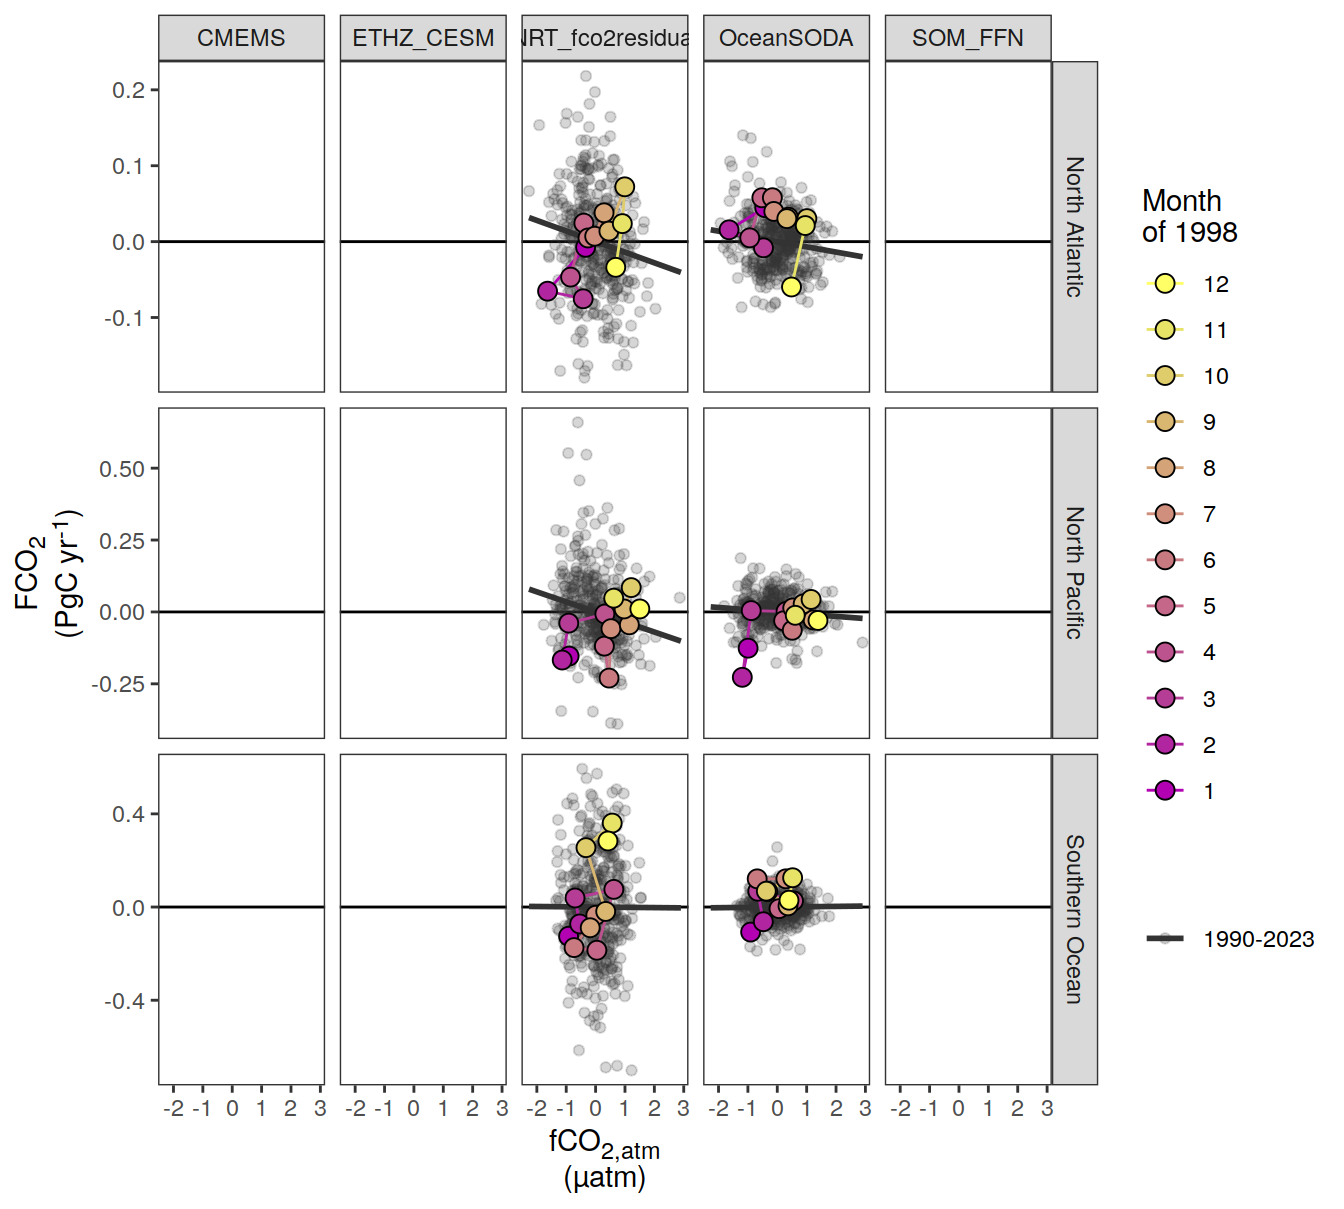 CMEMS ETHZ_CESM NRT_fco2residua OceanSODA SOM_FFN
0.2
0.1
0.0
-0.1
North Atlantic
0.50
0.25
0.00
-0.25
North Pacific
0.4
0.0
-0.4
Southern Ocean
-2 -1 0 1 2 3 -2 -1 0 1 2 3 -2 -1 0 1 2 3 -2 -1 0 1 2 3 -2 -1 0 1 2 3
fCO2,atm
(µatm)
FCO2
(PgC yr-1)
Month
of 1998
12
11
10
9
8
7
6
5
4
3
2
1
1990-2023